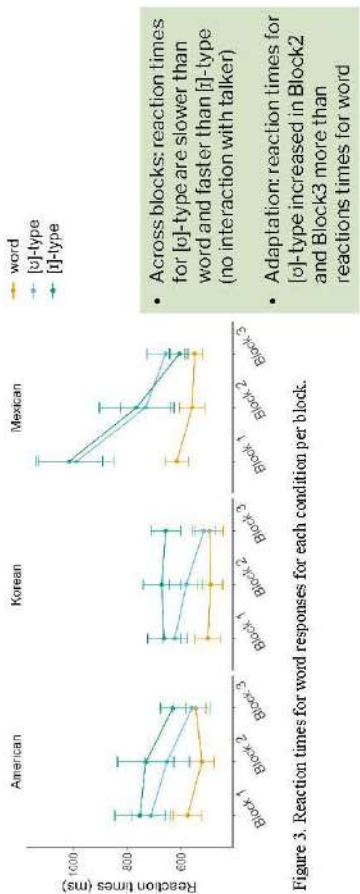 word
[ʊ]-type
[ɪ]-type
American
Korean
Mexican
Reaction times (ms)
1000
800
600
Block 1
Block 2
Block 3
Block 1
Block 2
Block 3
Block 1
Block 2
Block 3
• Across blocks: reaction times
for [ʊ]-type are slower than
word and faster than [ɪ]-type
(no interaction with talker)
• Adaptation: reaction times for
[ʊ]-type increased in Block2
and Block3 more than
reactions times for word
Figure 3. Reaction times for word responses for each condition per block.